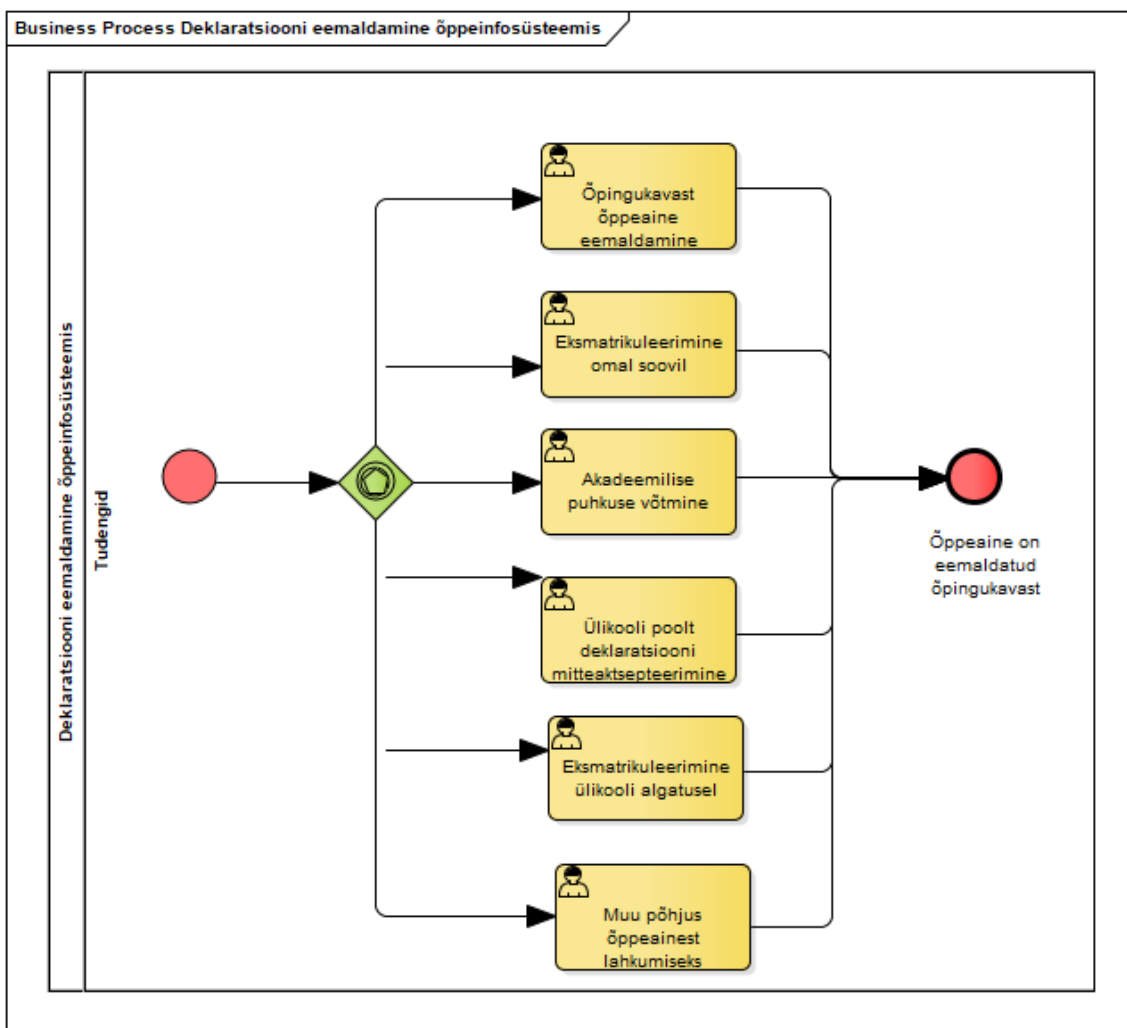 Business Process Deklaratsiooni eemaldamine õppeinfosüsteemis
Deklaratsiooni eemaldamine õppeinfosüsteemis
Tudengid
Õpingukavast
õppeaine
eemaldamine
Eksmatrikuleerimine
omal soovil
Akadeemilise
puhkuse võtmine
Ülikooli poolt
deklaratsiooni
mitteaktsepteerimine
Eksmatrikuleerimine
ülikooli algatusel
Muu põhjus
õppeainest
lahkumiseks
Õppeaine on
eemaldatud
õpingukavast